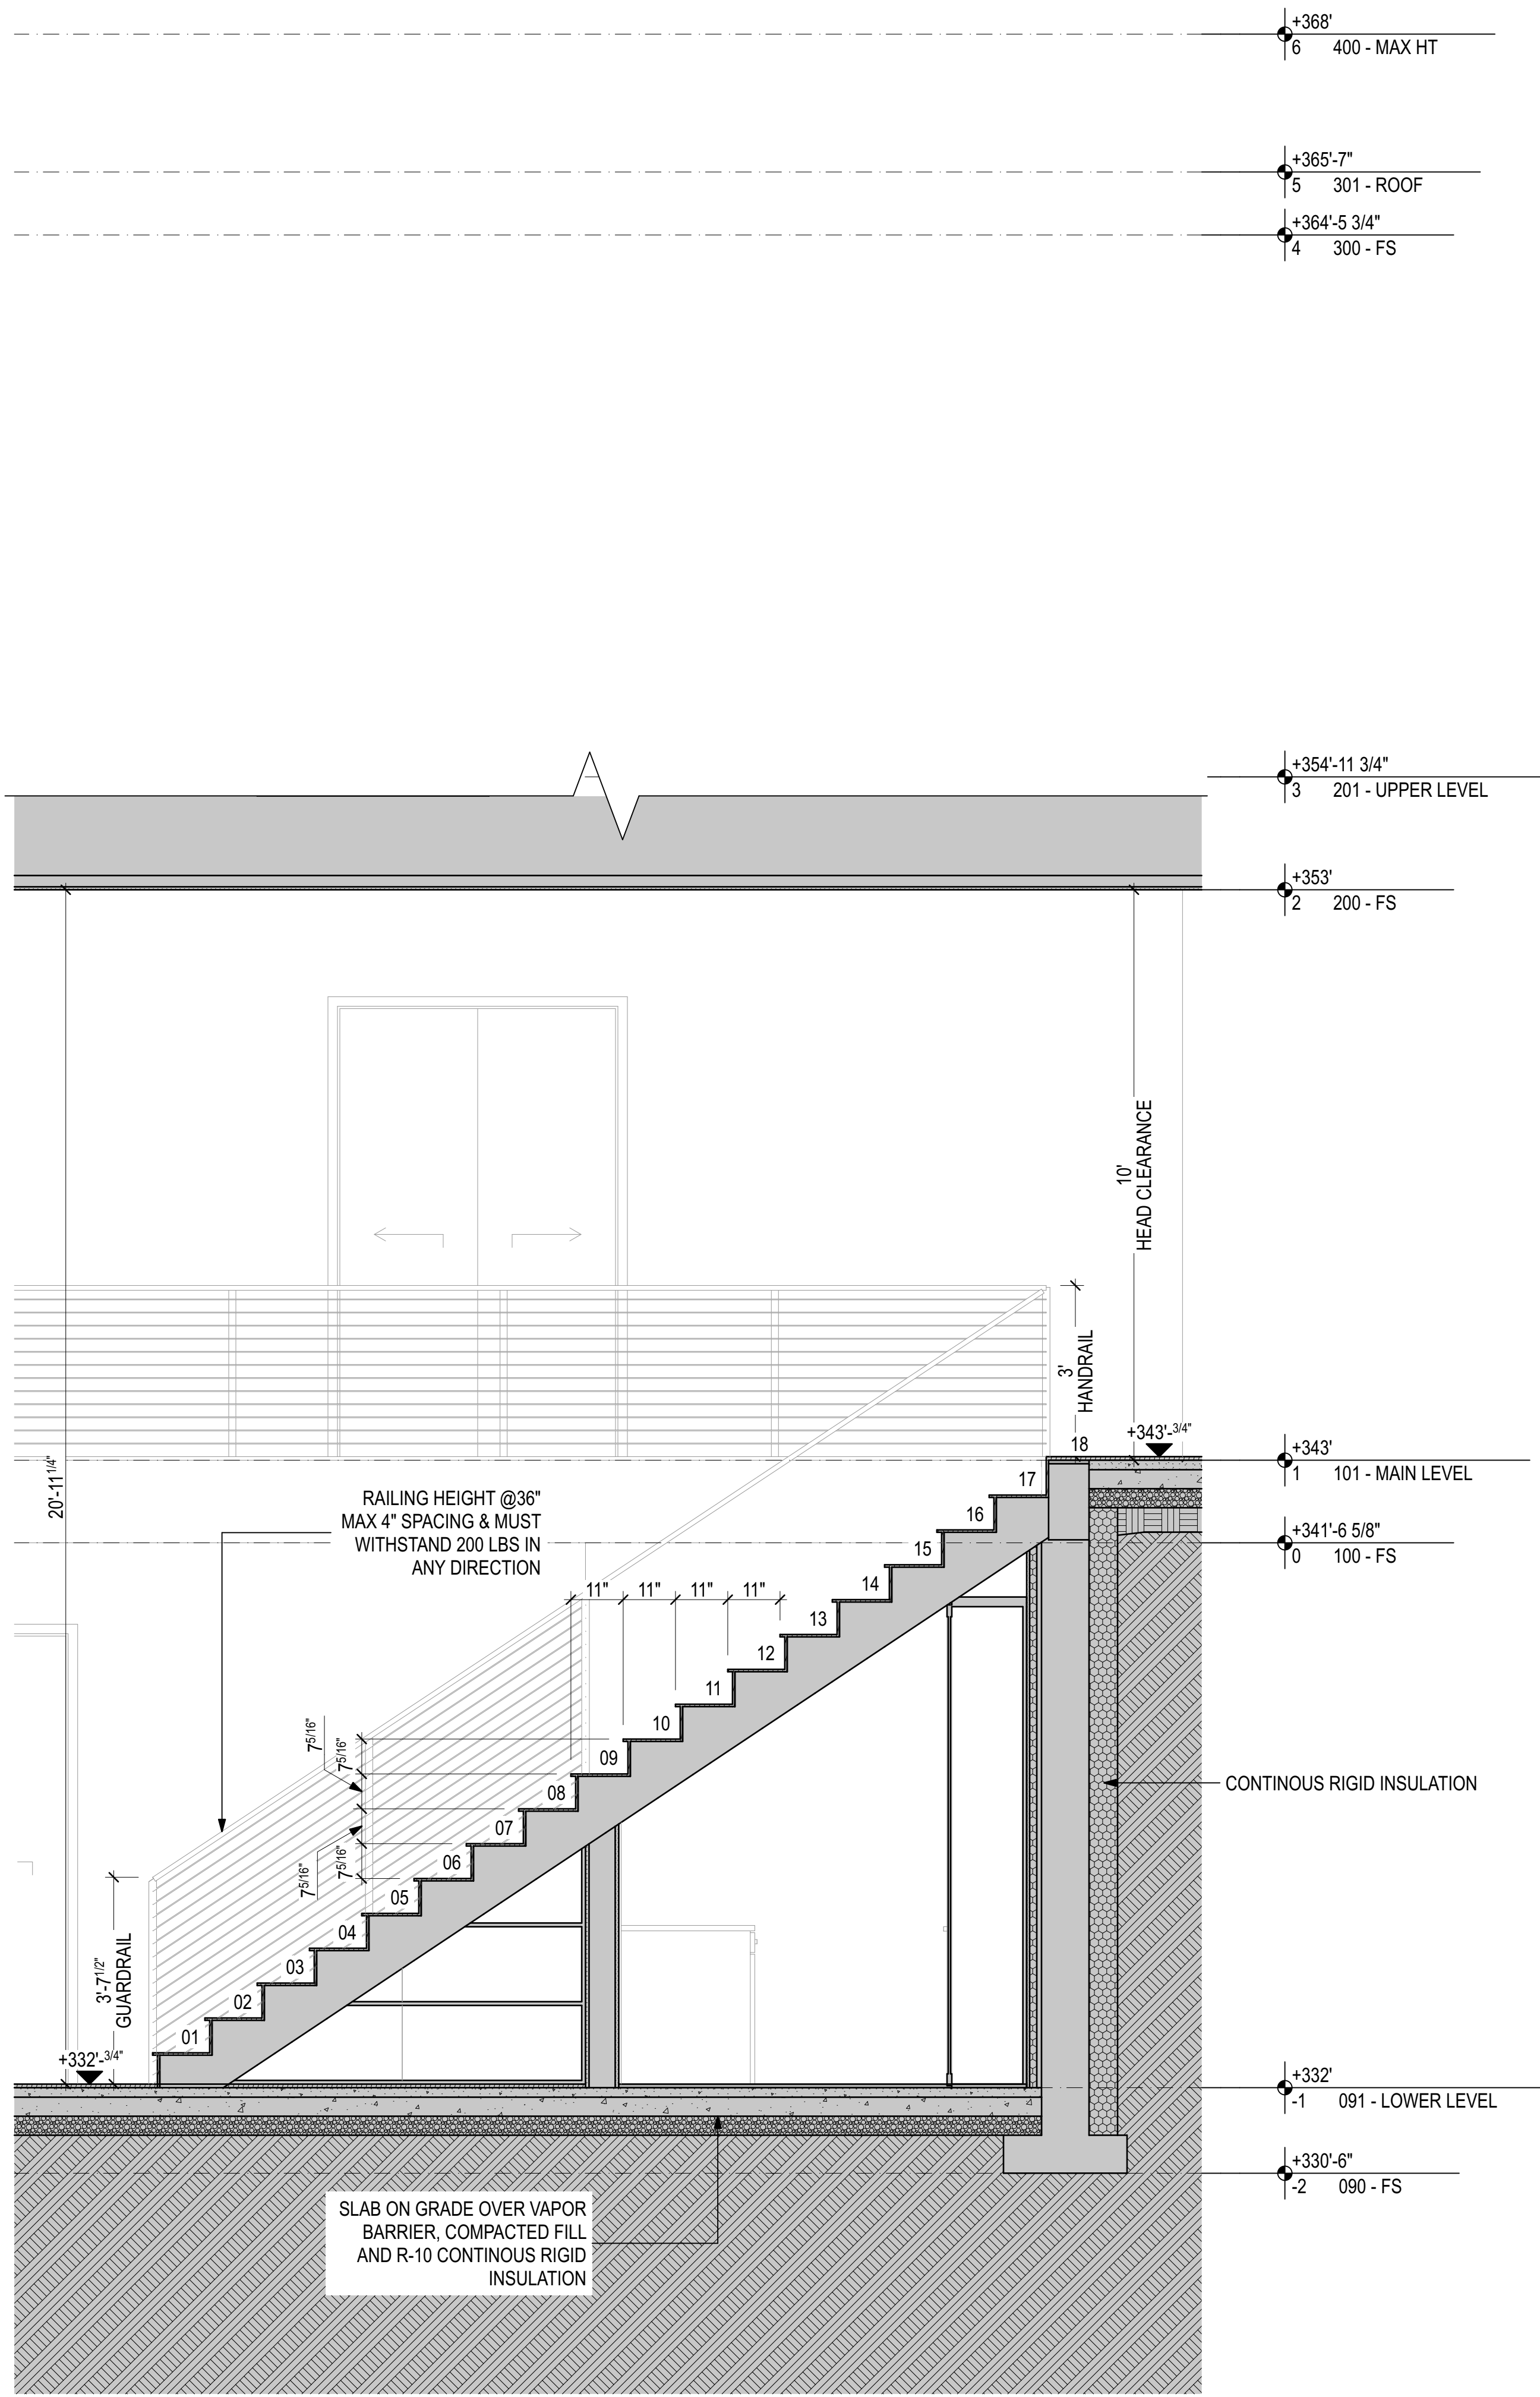 +368'
6 400 - MAX HT
+365'-7"
5 301 - ROOF
+364'-5 3/4"
4 300 - FS
+354'-11 3/4"
3 201 - UPPER LEVEL
+353'
2 200 - FS
10'
HEAD CLEARANCE
3'
HANDRAIL
+343'-3/4"
+343'
1 101 - MAIN LEVEL
20'-11 1/4"
RAILING HEIGHT @36"
MAX 4" SPACING & MUST
WITHSTAND 200 LBS IN
ANY DIRECTION
+341'-6 5/8"
0 100 - FS
18
17
16
15
14
13
12
11
10
09
08
07
06
05
04
03
02
01
11" 11" 11" 11"
7 5/16"
7 5/16"
7 5/16"
7 5/16"
CONTINOUS RIGID INSULATION
3'-7 1/2"
GUARDRAIL
+332'-3/4"
+332'
-1 091 - LOWER LEVEL
+330'-6"
-2 090 - FS
SLAB ON GRADE OVER VAPOR
BARRIER, COMPACTED FILL
AND R-10 CONTINOUS RIGID
INSULATION